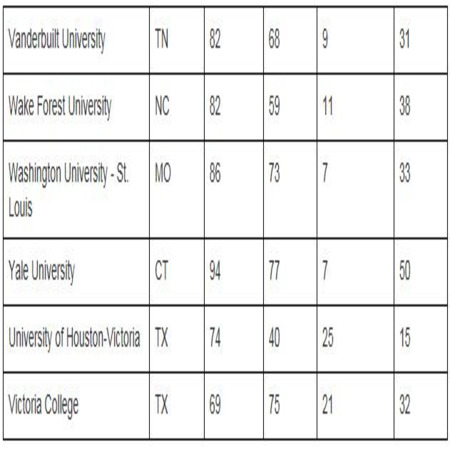 Vanderbuilt University TN 82 68 9 31
Wake Forest University NC 82 59 11 38
Washington University - St. MO 86 73 7 33
Louis
Yale University CT 94 77 7 50
University of Houston-Victoria TX 74 40 25 15
Victoria College TX 69 75 21 32